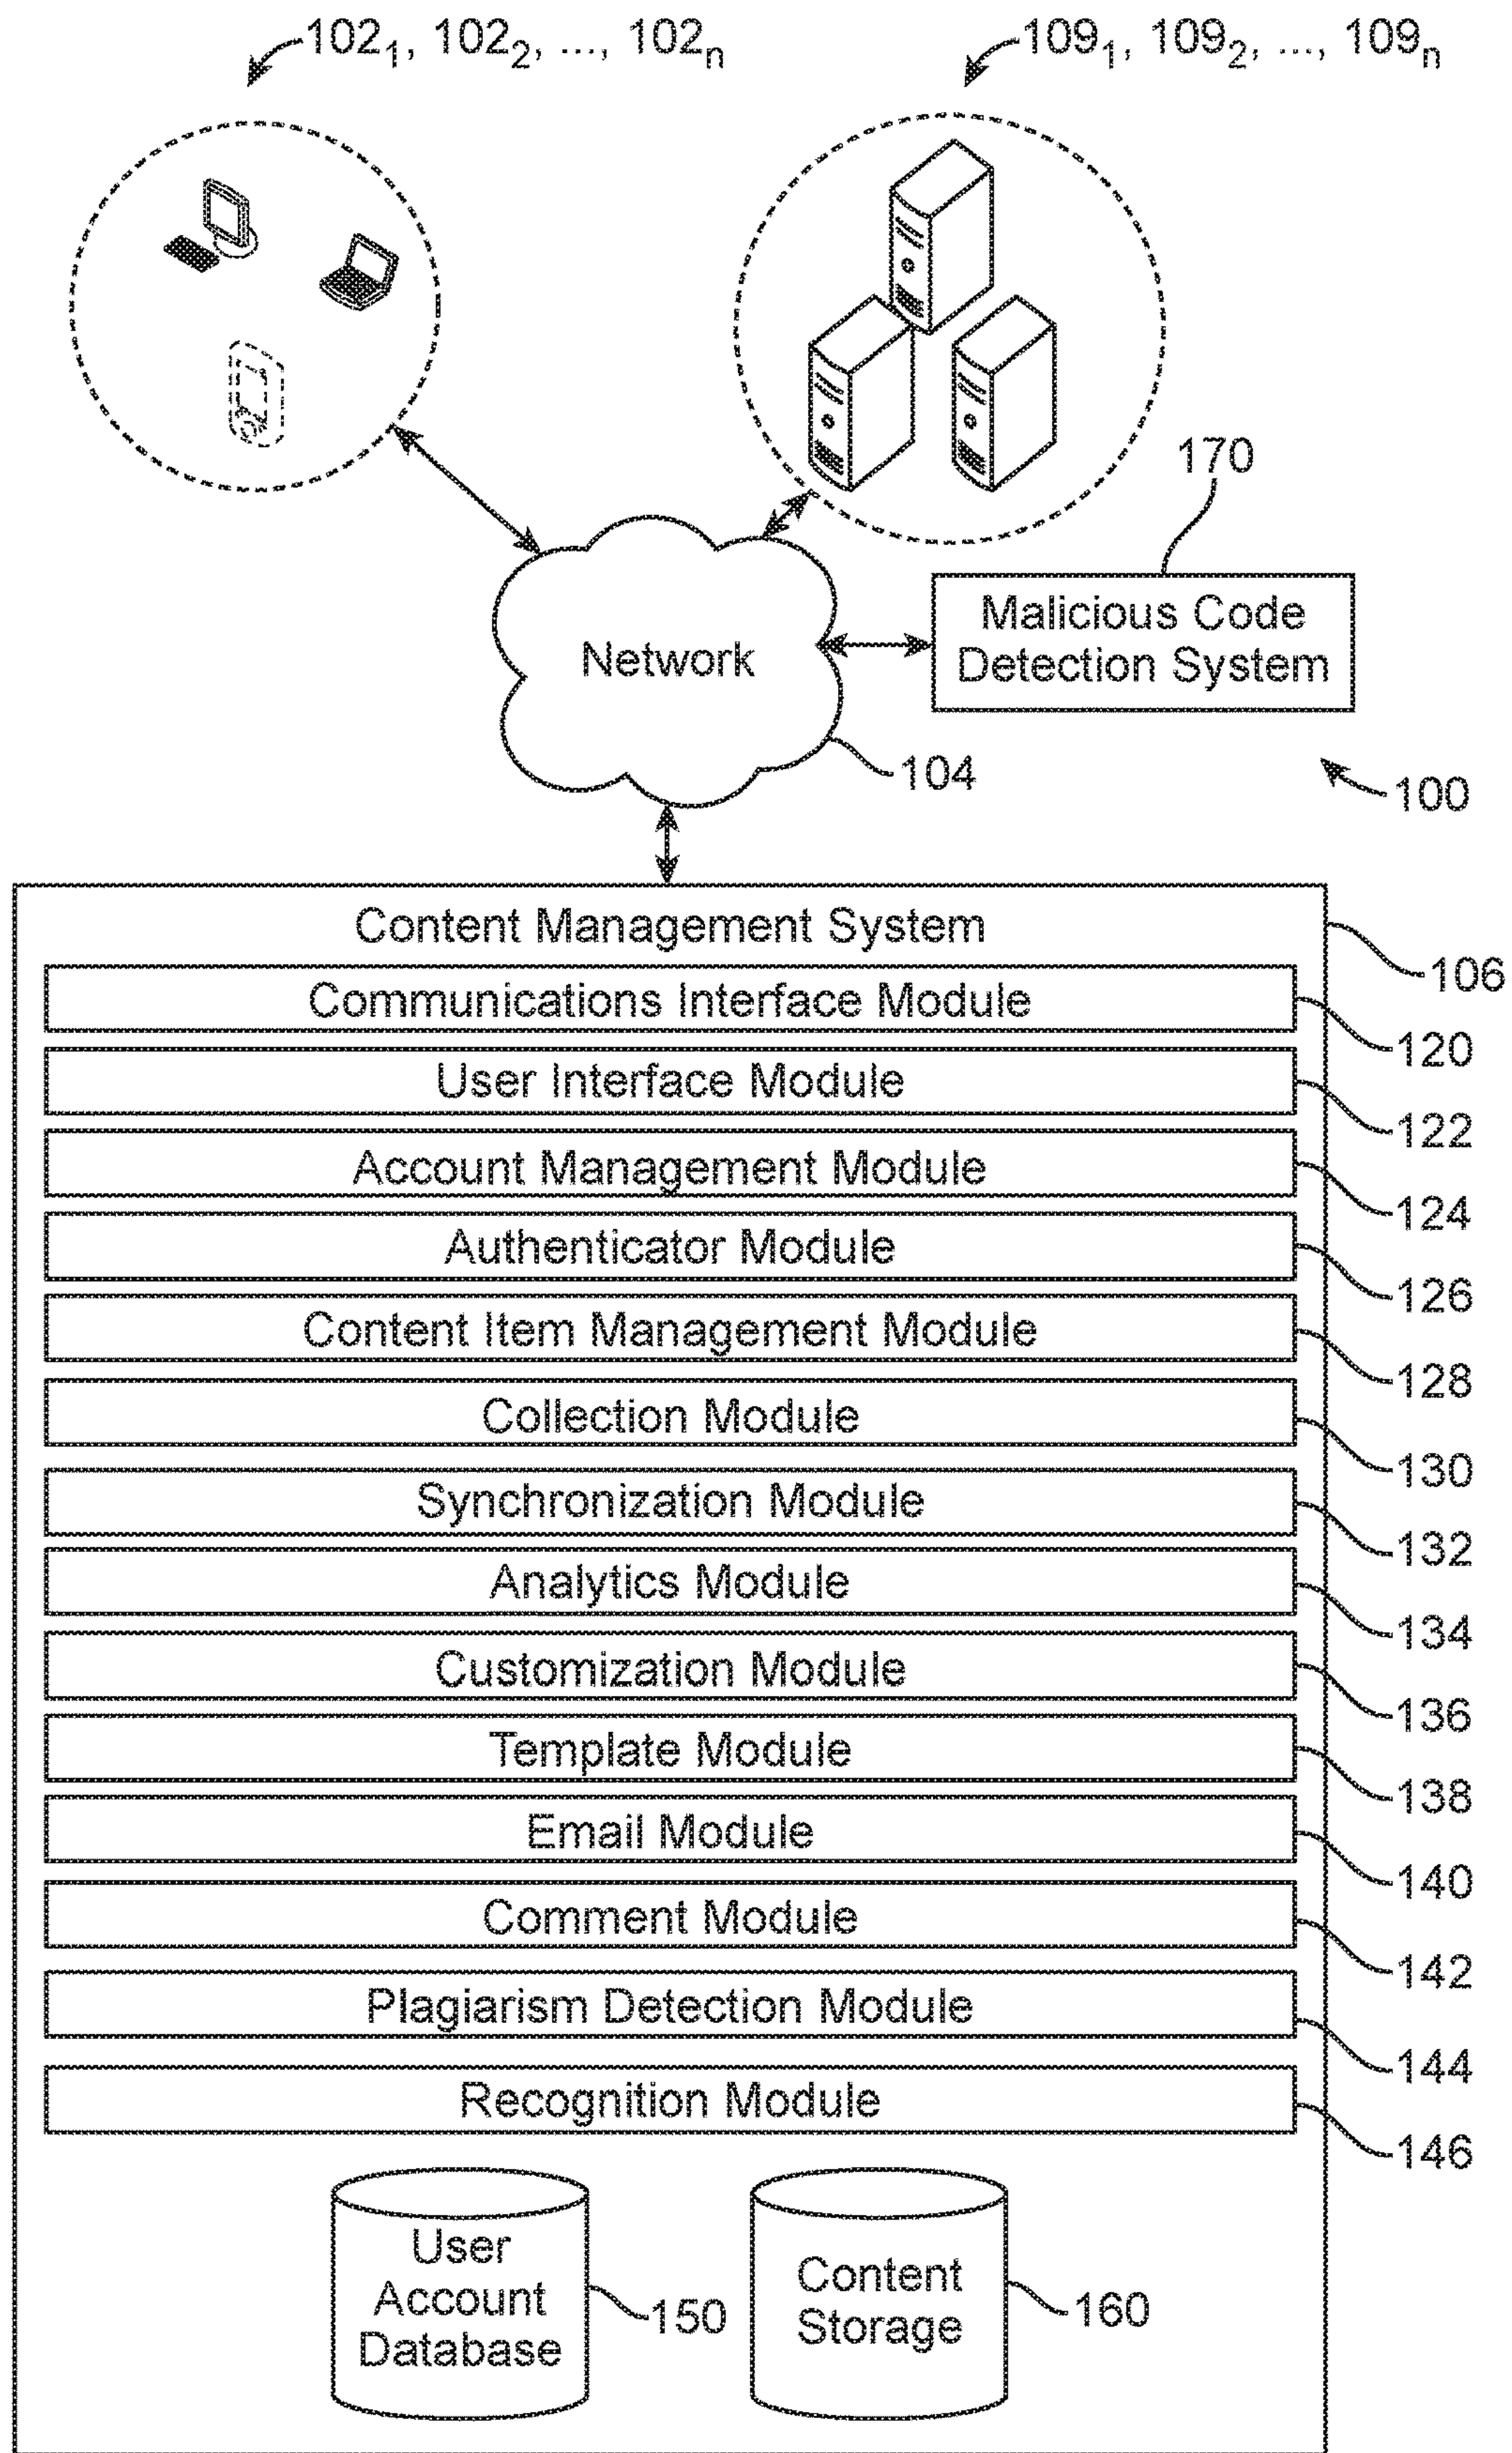 102₁, 102₂, ..., 102ₙ
109₁, 109₂, ..., 109ₙ
170
Malicious Code
Detection System
Network
104
100
Content Management System
106
Communications Interface Module
120
User Interface Module
122
Account Management Module
124
Authenticator Module
126
Content Item Management Module
128
Collection Module
130
Synchronization Module
132
Analytics Module
134
Customization Module
136
Template Module
138
Email Module
140
Comment Module
142
Plagiarism Detection Module
144
Recognition Module
146
User
Account
Database
150
Content
Storage
160